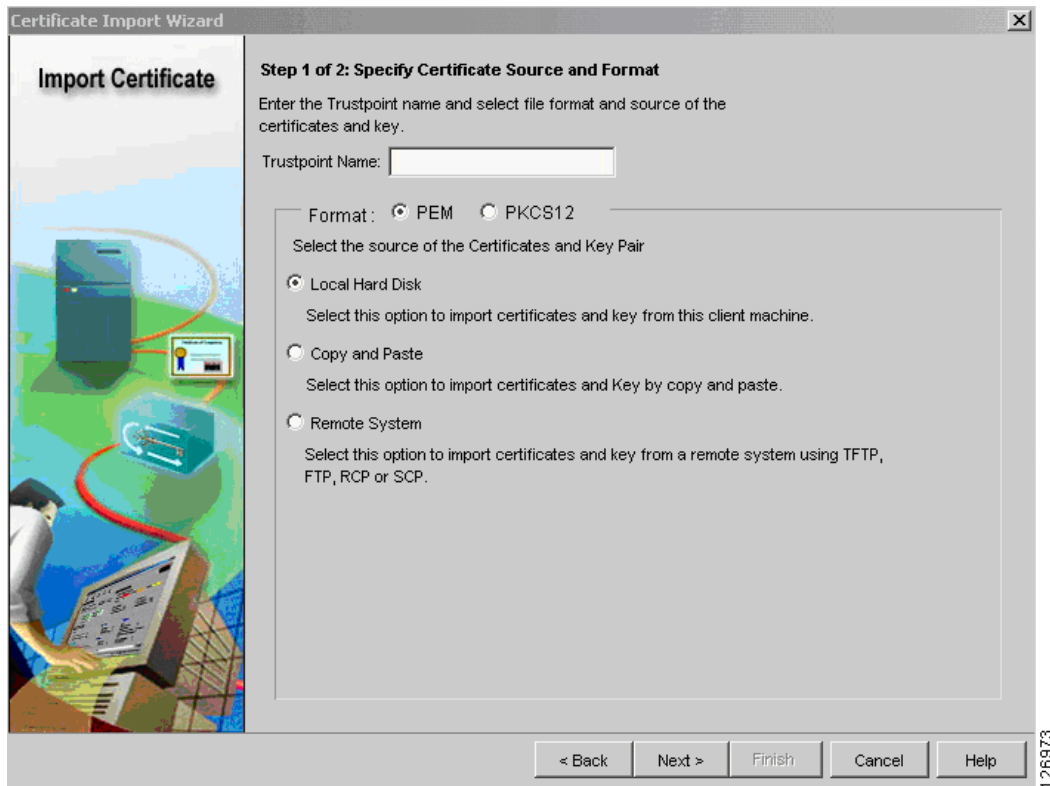 Certificate Import Wizard
Import Certificate
Step 1 of 2: Specify Certificate Source and Format
Enter the Trustpoint name and select file format and source of the
certificates and key.
Trustpoint Name:
Format: PEM PKCS12
Select the source of the Certificates and Key Pair
Local Hard Disk
Select this option to import certificates and key from this client machine.
Copy and Paste
Select this option to import certificates and Key by copy and paste.
Remote System
Select this option to import certificates and key from a remote system using TFTP,
FTP, RCP or SCP.
< Back Next > Finish Cancel Help
126973